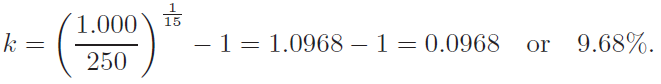 k = (1.000/250)^(1/15) − 1 = 1.0968 − 1 = 0.0968 or 9.68%.